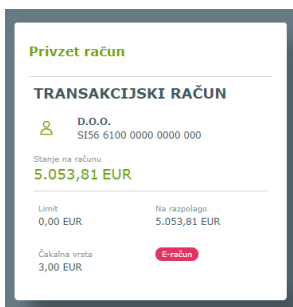 Privzet račun
TRANSAKCIJSKI RAČUN
D.O.O.
SI56 6100 0000 0000 000
Stanje na računu
5.053,81 EUR
Limit
0,00 EUR
Na razpolago
5.053,81 EUR
Čakalna vrsta
3,00 EUR
E-račun